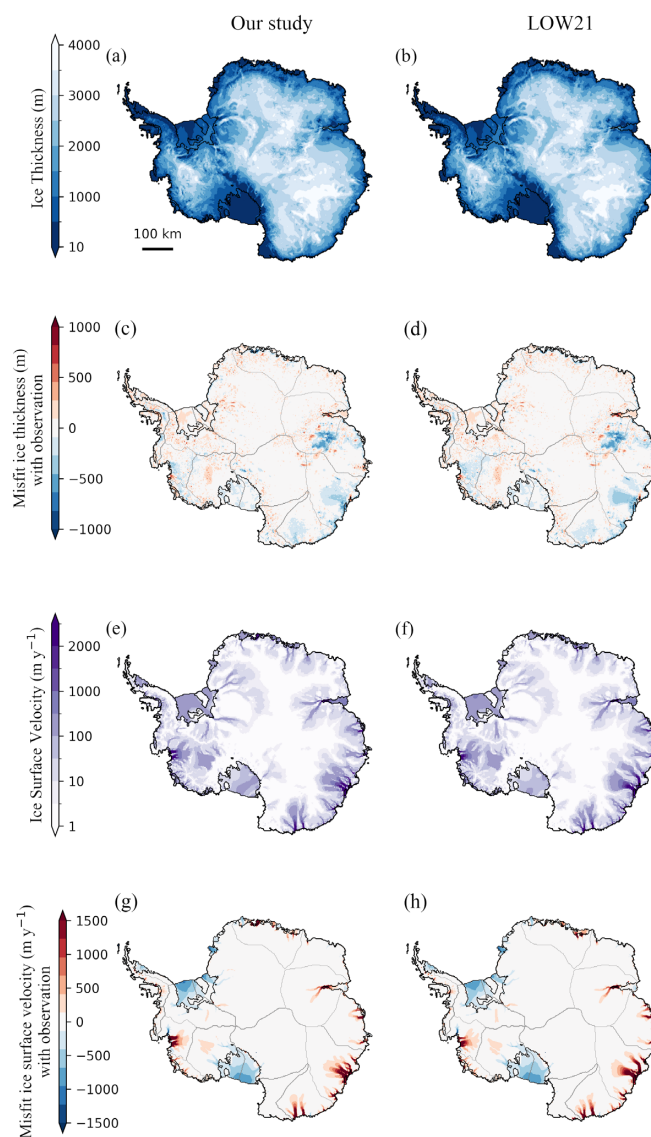 Our study
LOW21
(a)
(b)
4000
3000
2000
1000
10
Ice Thickness (m)
100 km
(c)
(d)
1000
500
0
−500
−1000
Misfit ice thickness (m)
with observation
(e)
(f)
2000
1000
100
10
1
Ice Surface Velocity (m y⁻¹)
(g)
(h)
1500
1000
500
0
−500
−1000
−1500
Misfit ice surface velocity (m y⁻¹)
with observation